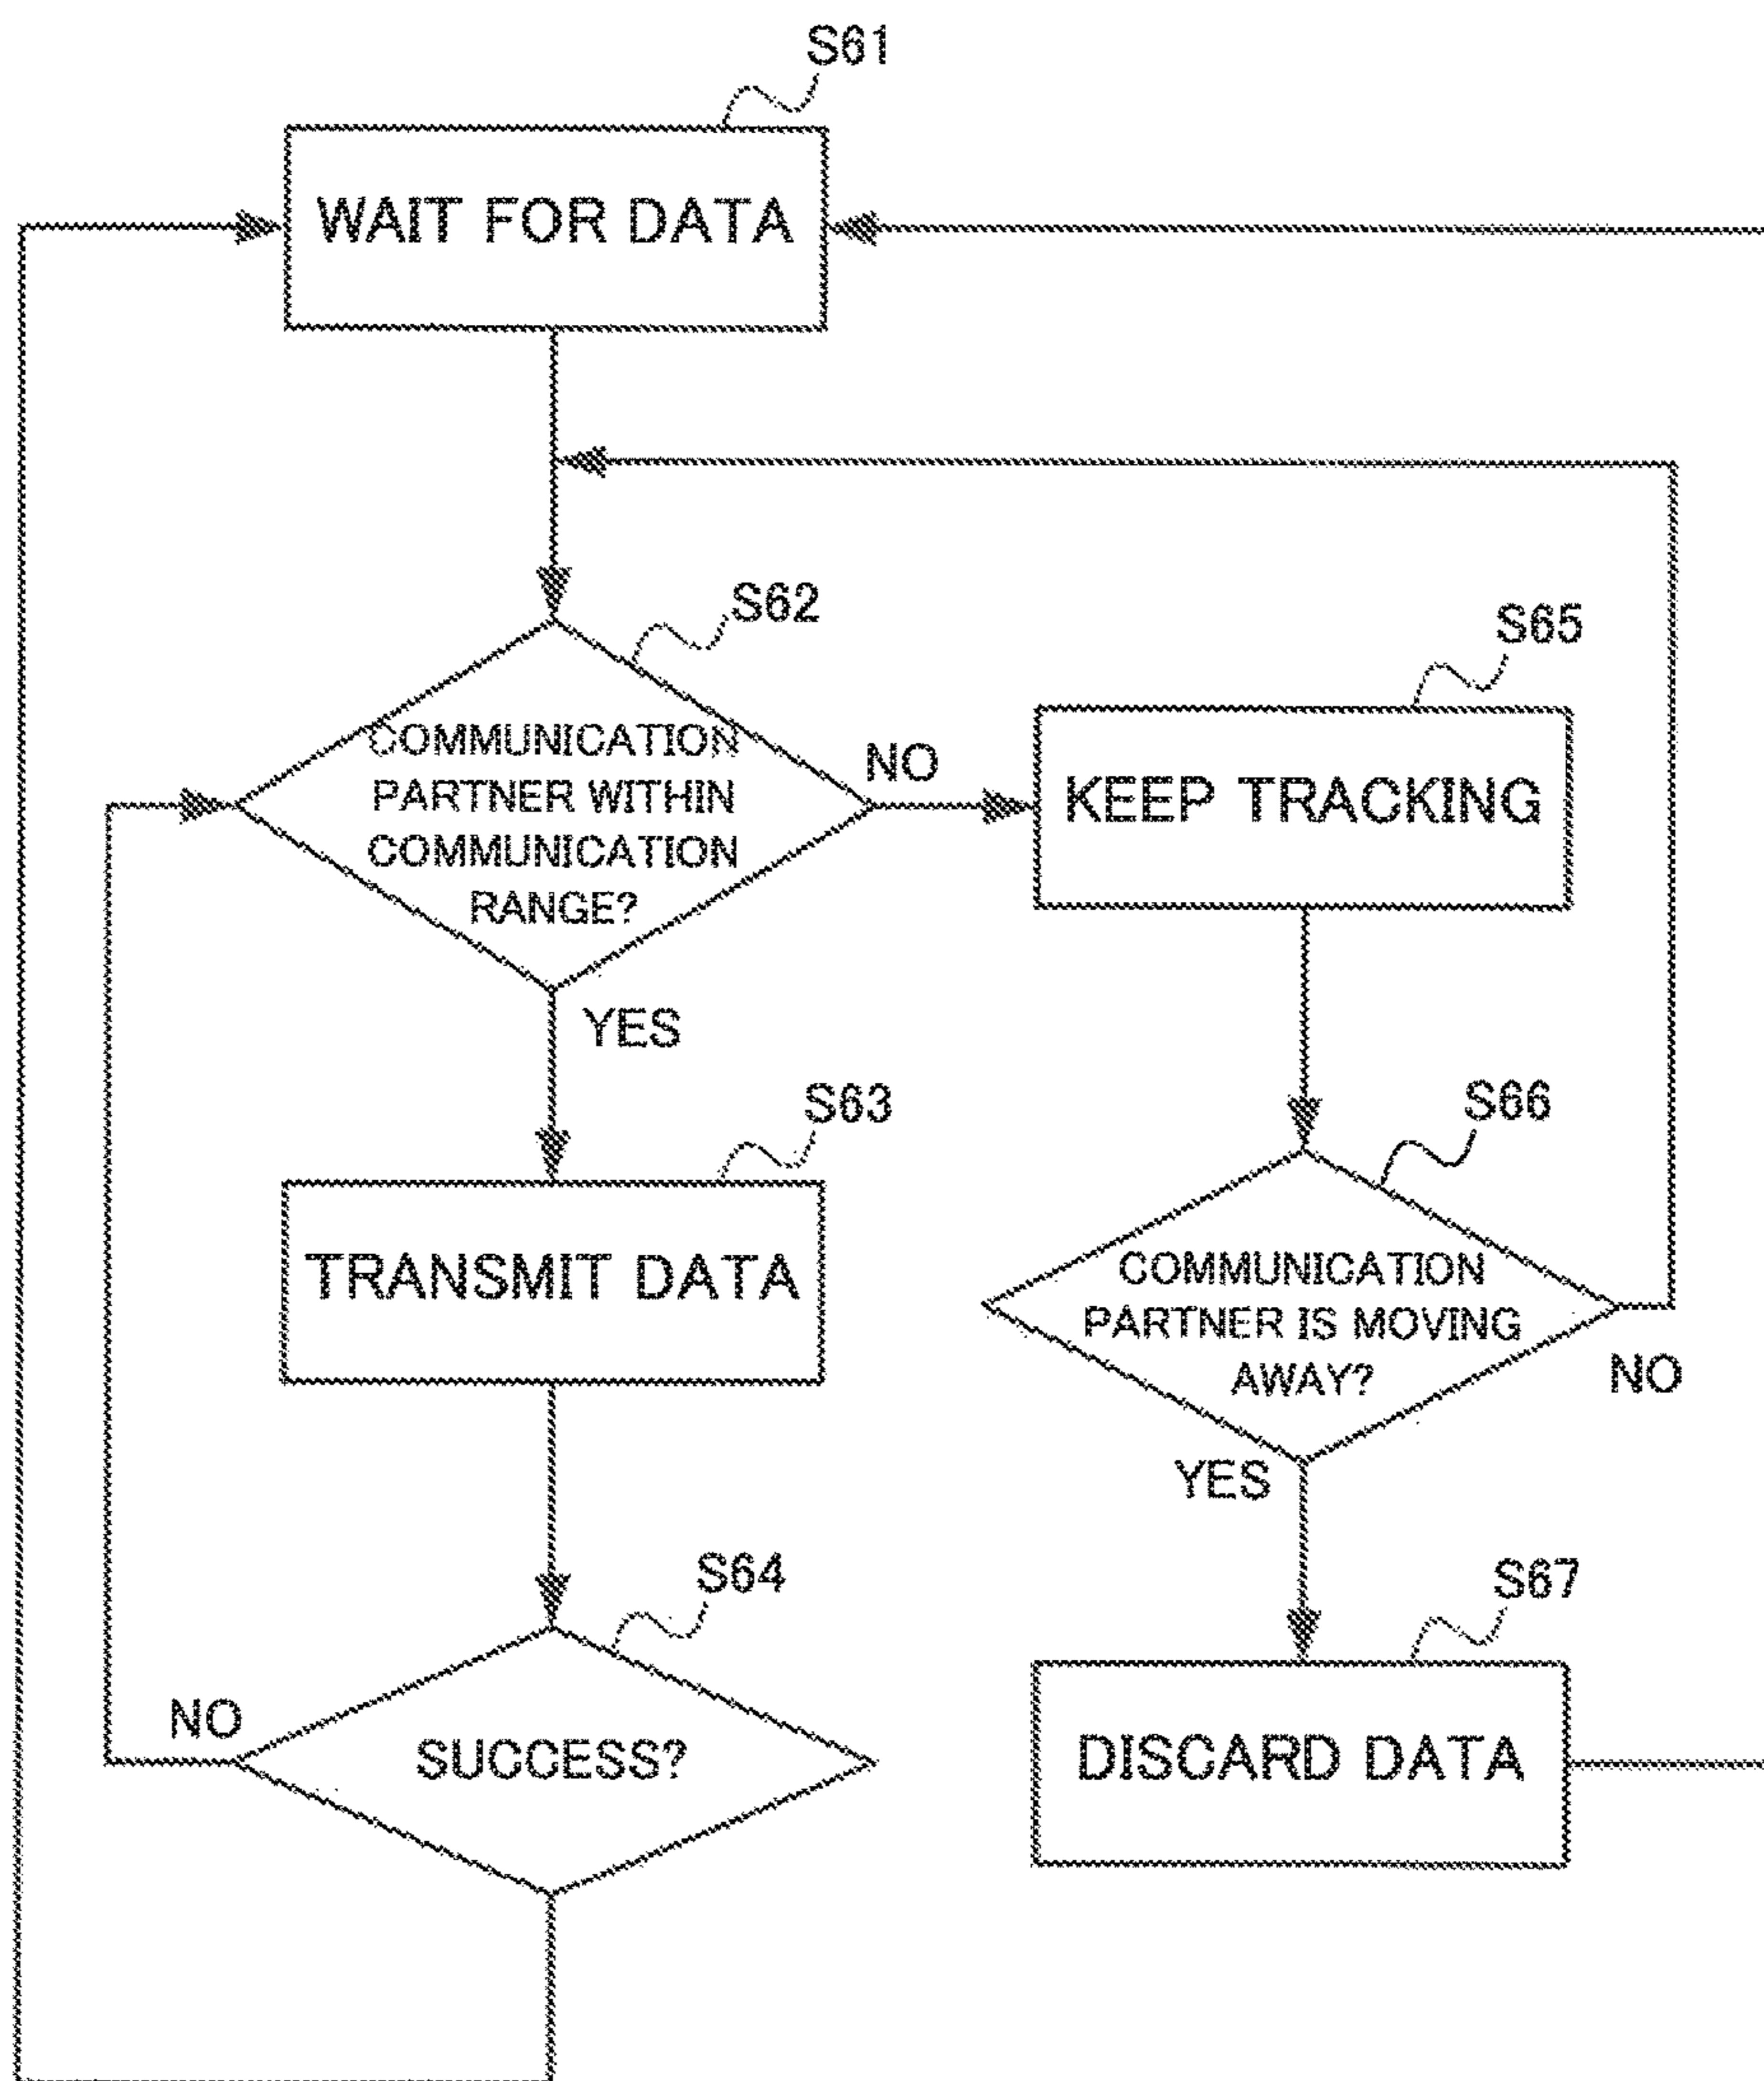 S61
WAIT FOR DATA
S62
COMMUNICATION
PARTNER WITHIN
COMMUNICATION
RANGE?
NO
YES
S65
KEEP TRACKING
S63
TRANSMIT DATA
S66
COMMUNICATION
PARTNER IS MOVING
AWAY?
NO
YES
S64
SUCCESS?
NO
S67
DISCARD DATA